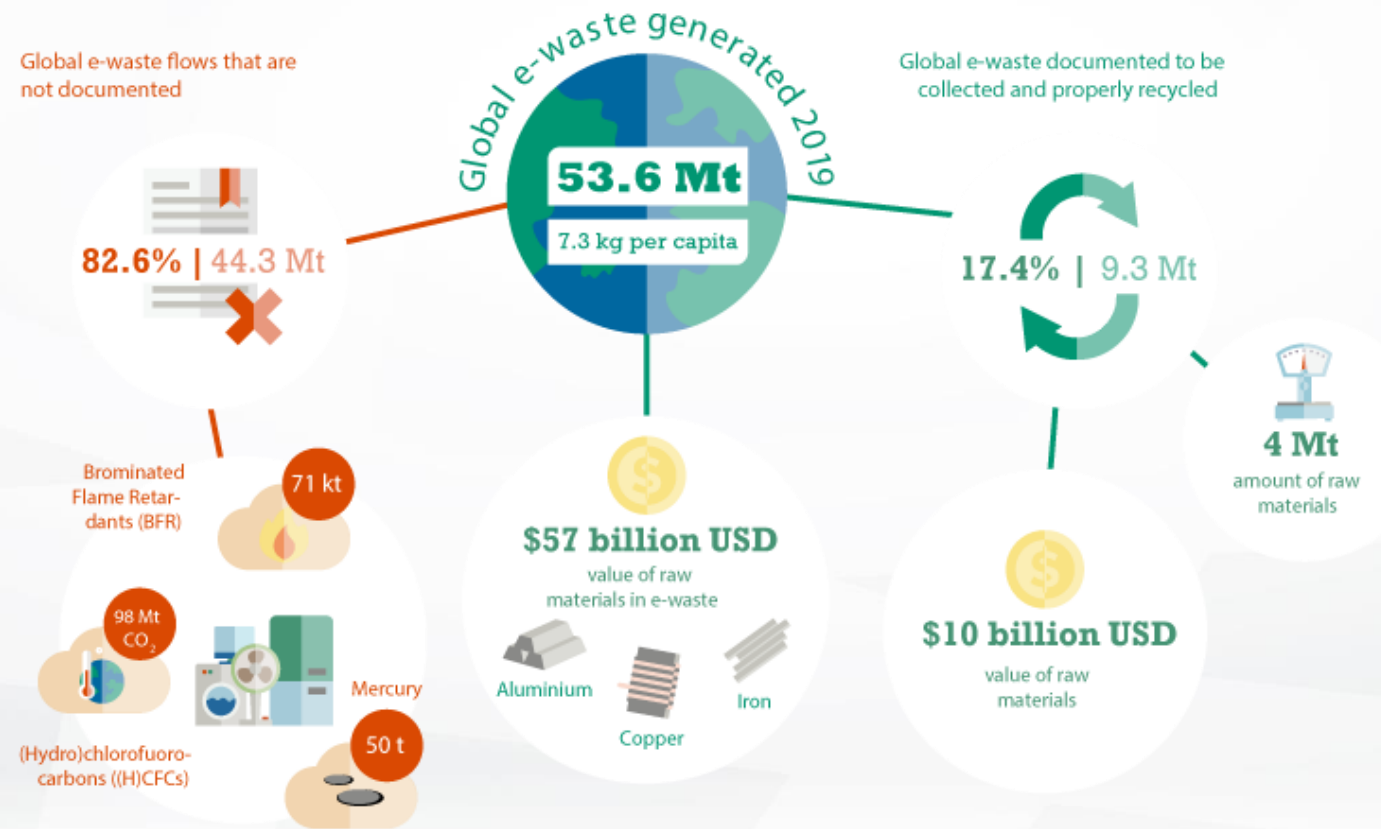 Global e-waste generated 2019
53.6 Mt
7.3 kg per capita
Global e-waste flows that are
not documented
82.6% | 44.3 Mt
Brominated
Flame Retar-
dants (BFR)
71 kt
98 Mt
CO₂
(Hydro)chlorofuoro-
carbons ((H)CFCs)
Mercury
50 t
$57 billion USD
value of raw
materials in e-waste
Aluminium
Copper
Iron
Global e-waste documented to be
collected and properly recycled
17.4% | 9.3 Mt
4 Mt
amount of raw
materials
$10 billion USD
value of raw
materials